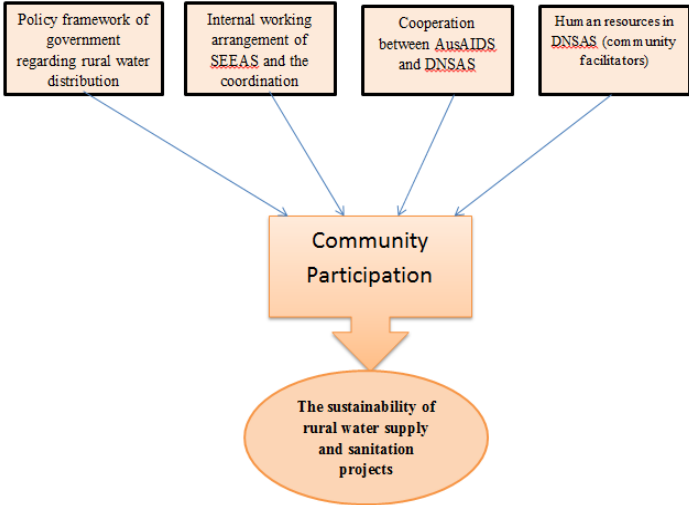 Policy framework of
government
regarding rural water
distribution
Internal working
arrangement of
SEEAS and the
coordination
Cooperation
between AusAIDS
and DNSAS
Human resources in
DNSAS (community
facilitators)
Community
Participation
The sustainability of
rural water supply
and sanitation
projects